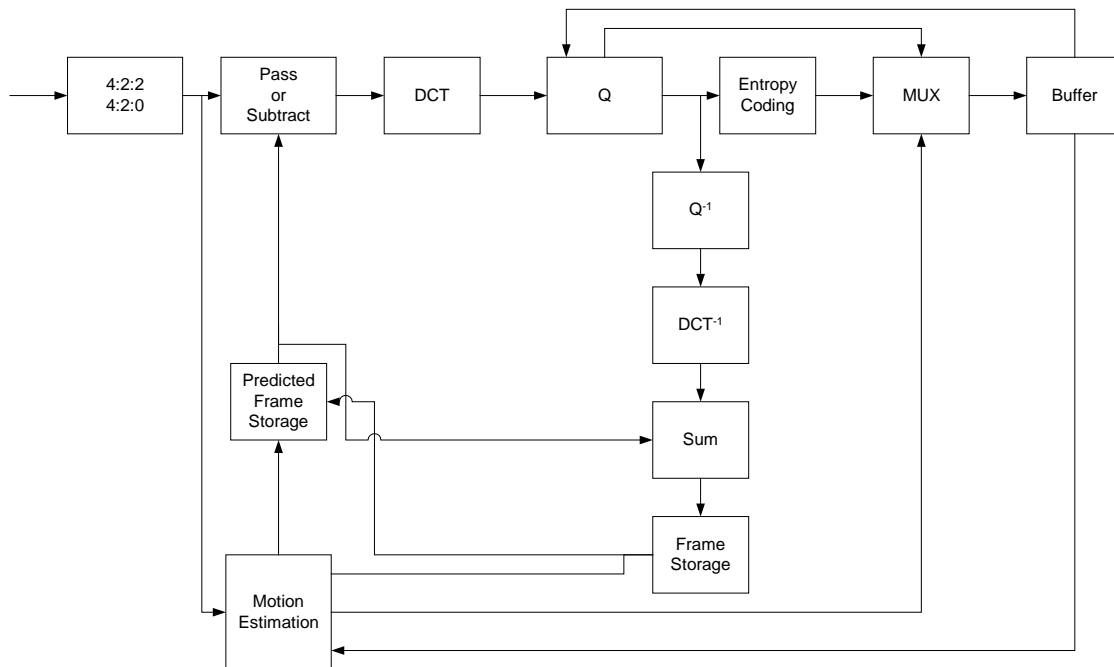 4:2:2
4:2:0
Pass
or
Subtract
DCT
Q
Entropy
Coding
MUX
Buffer
Q⁻¹
DCT⁻¹
Predicted
Frame
Storage
Sum
Frame
Storage
Motion
Estimation